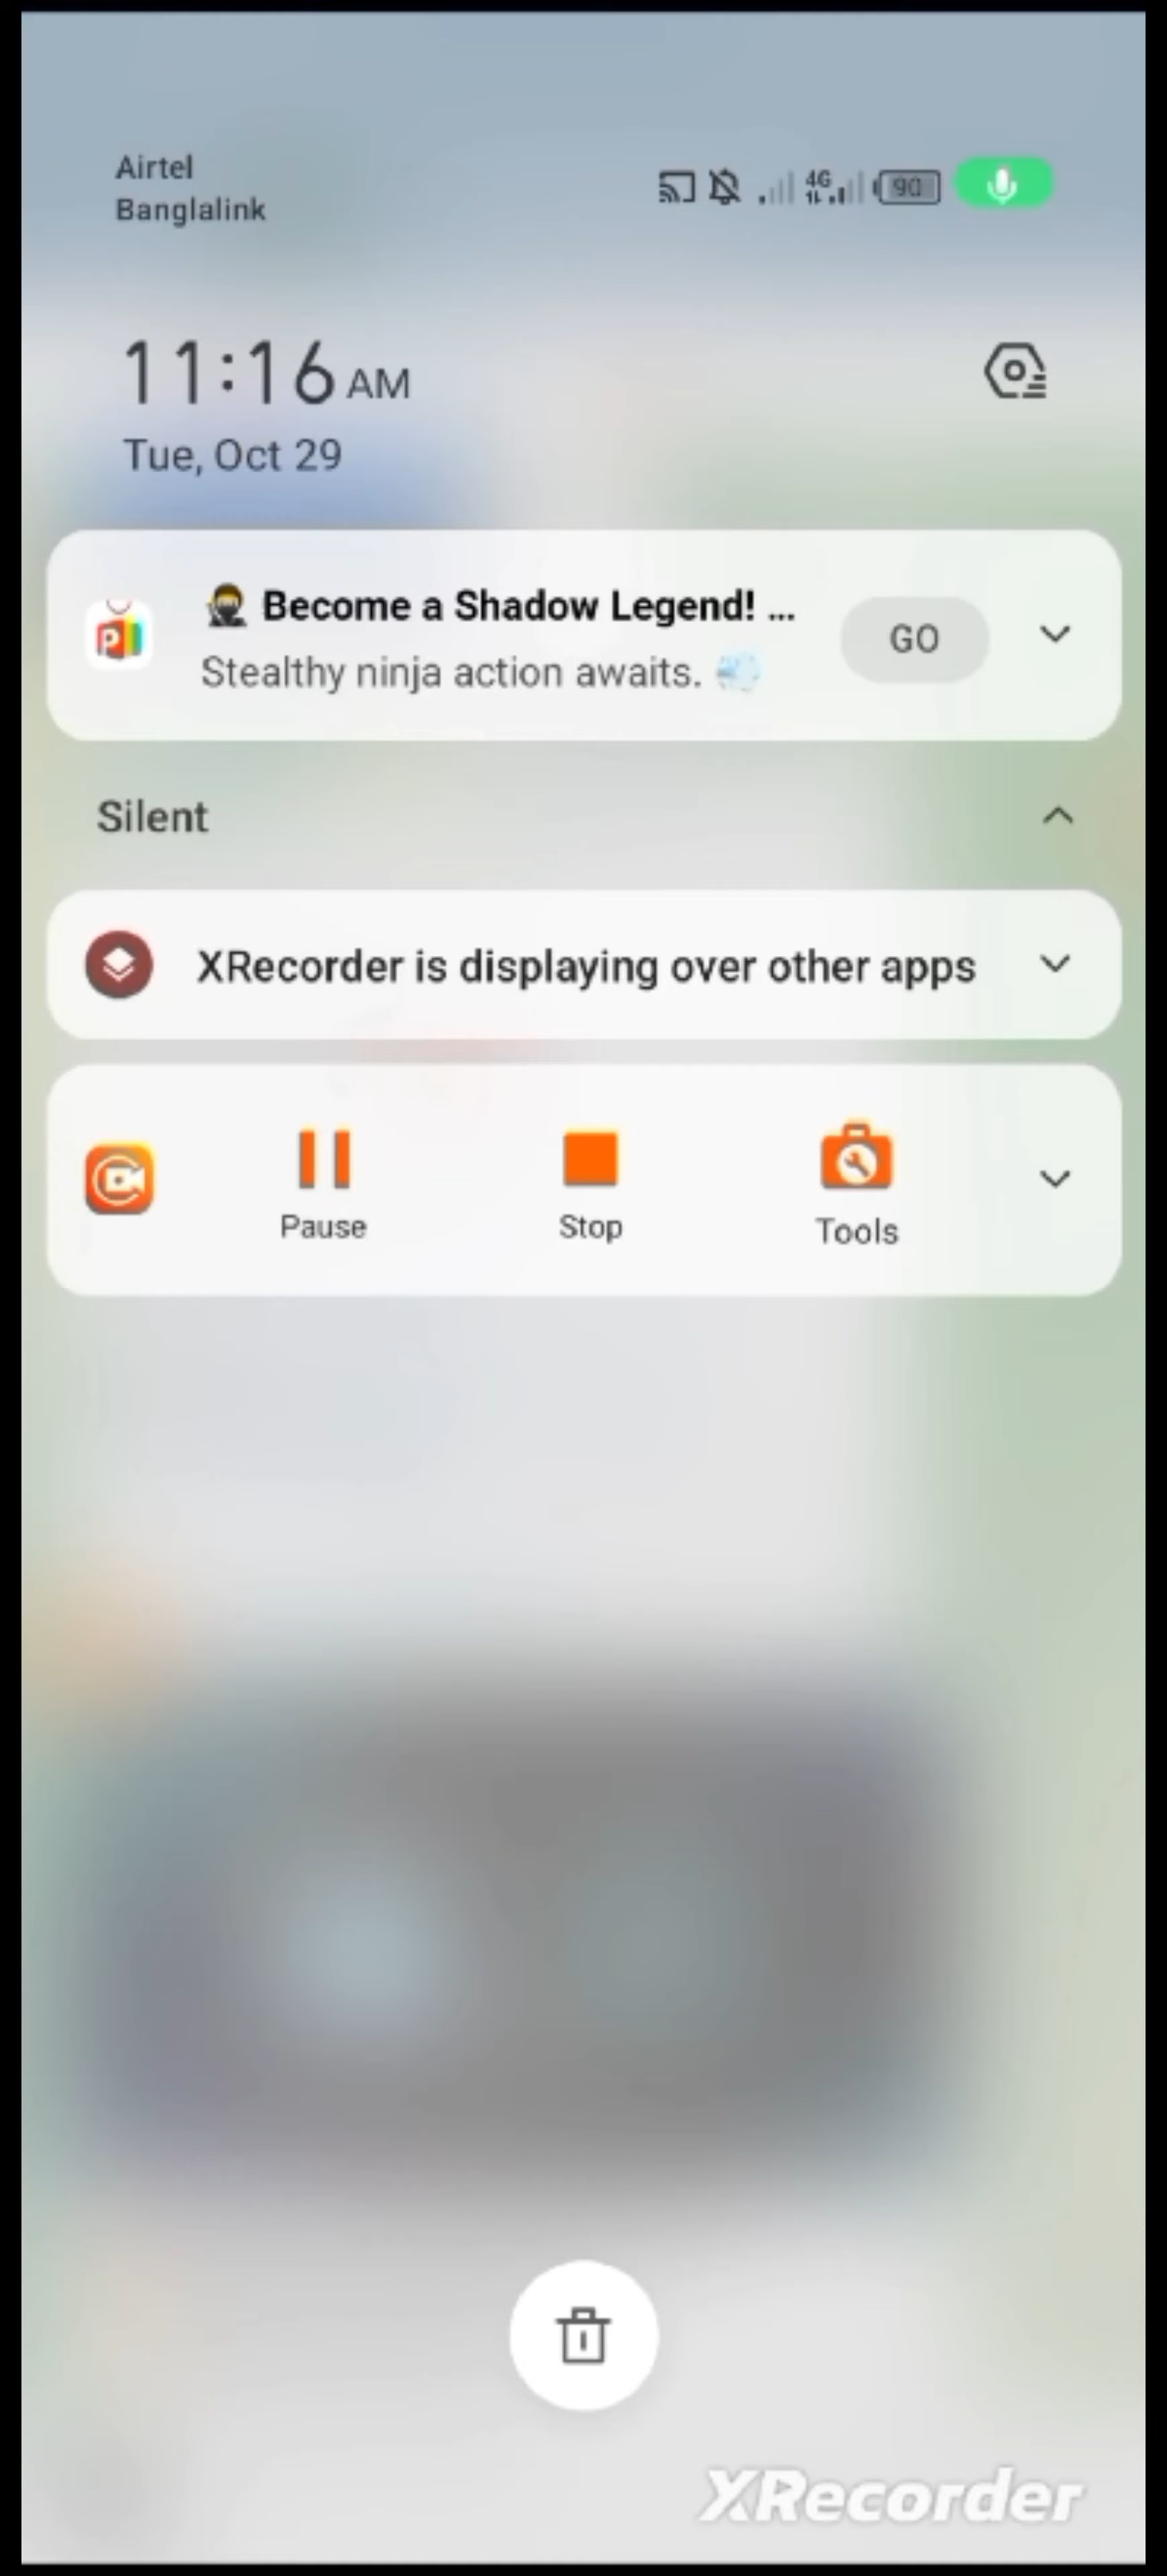 Airtel
Banglalink
4G
90
11:16 AM
Tue, Oct 29
🥷 Become a Shadow Legend! ...
Stealthy ninja action awaits. 💨
GO
P
Silent
XRecorder is displaying over other apps
Pause
Stop
Tools
XRecorder